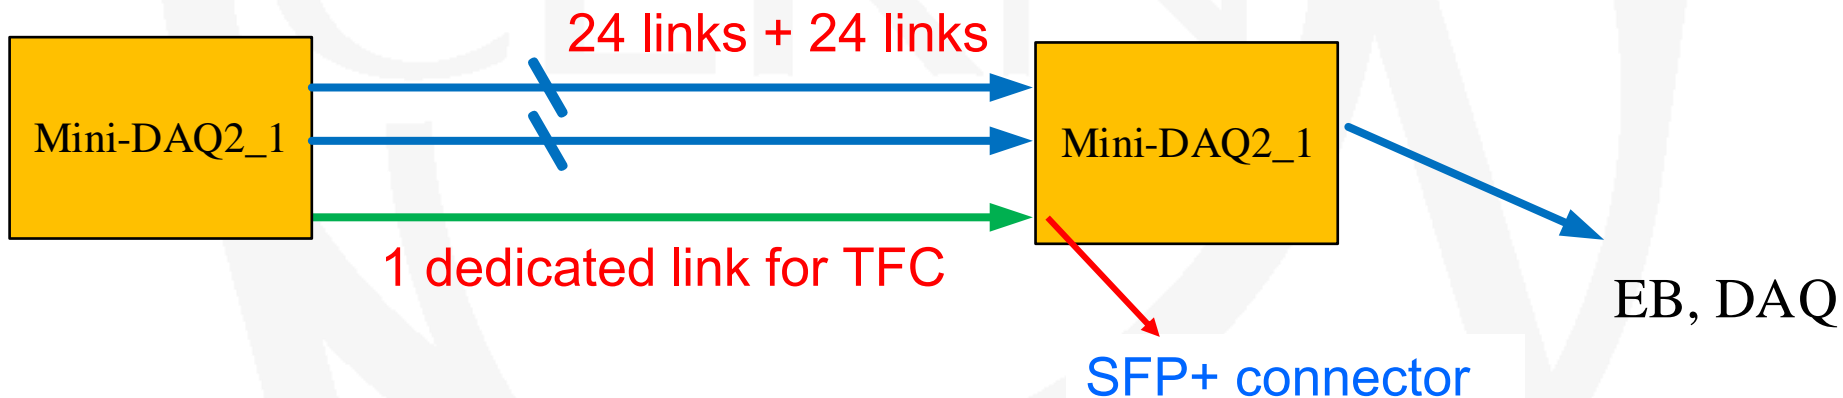 24 links + 24 links
Mini-DAQ2_1
Mini-DAQ2_1
1 dedicated link for TFC
EB, DAQ
SFP+ connector